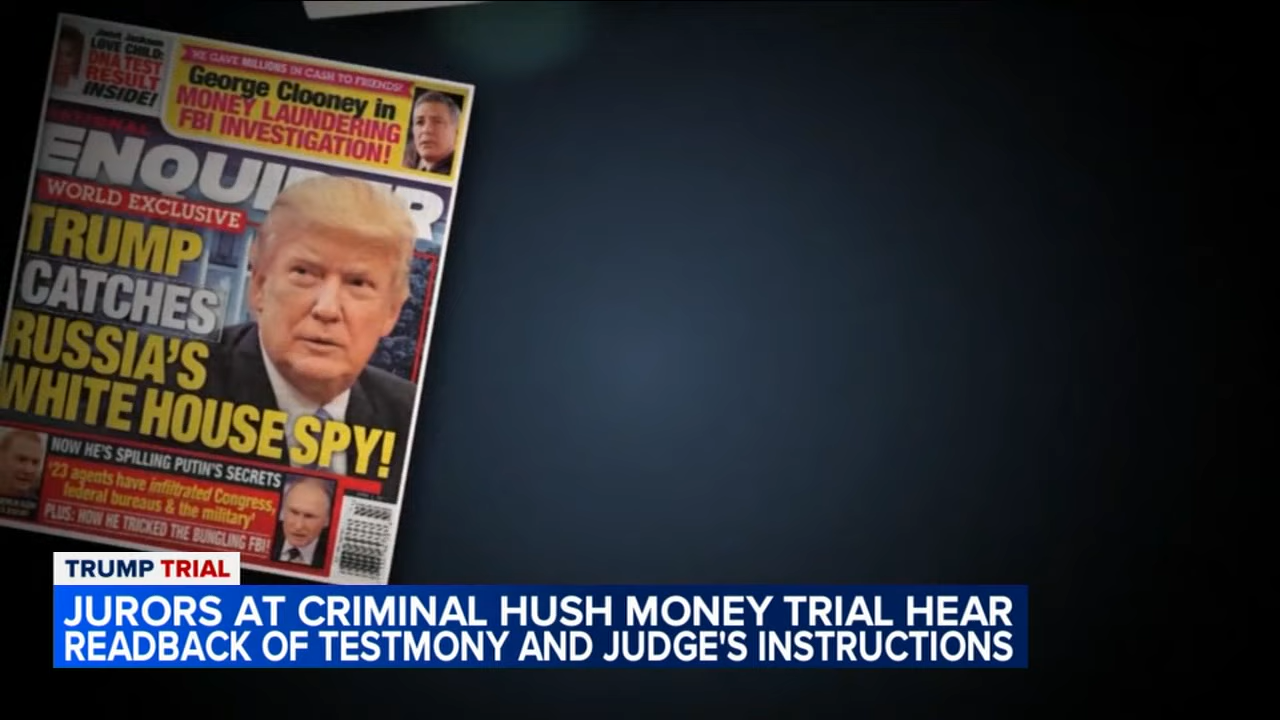 Janet Jackson
LOVE CHILD:
DNA TEST
RESULT
INSIDE!
HE GAVE MILLIONS IN CASH TO FRIENDS!
George Clooney in
MONEY LAUNDERING
FBI INVESTIGATION!
NATIONAL
ENQUIRER
WORLD EXCLUSIVE
TRUMP
CATCHES
RUSSIA'S
WHITE HOUSE SPY!
NOW HE'S SPILLING PUTIN'S SECRETS
'23 agents have infiltrated Congress,
federal bureaus & the military'
PLUS: HOW HE TRICKED THE BUNGLING FBI!
TRUMP TRIAL
JURORS AT CRIMINAL HUSH MONEY TRIAL HEAR
READBACK OF TESTMONY AND JUDGE'S INSTRUCTIONS